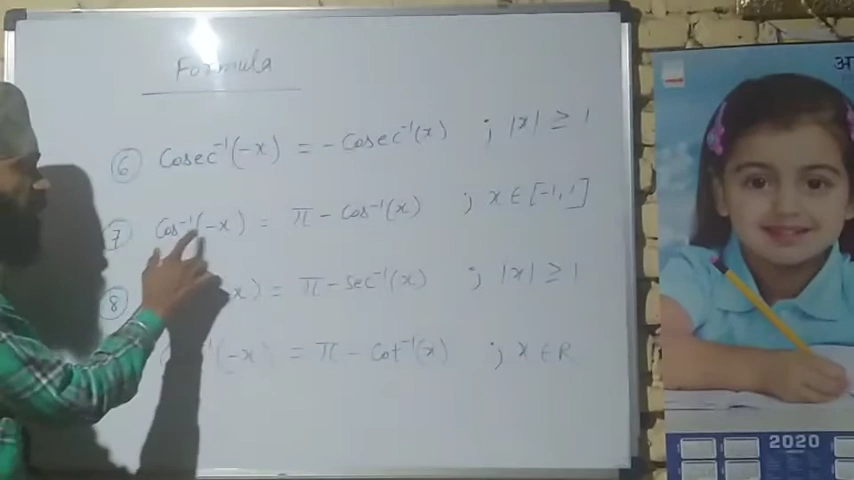 Formula
⑥ Cosec⁻¹(-x) = - Cosec⁻¹(x) ; |x| ≥ 1
⑦ Cos⁻¹(-x) = π - Cos⁻¹(x) ; x ∈ [-1, 1]
⑧ x) = π - Sec⁻¹(x) ; |x| ≥ 1
⁻¹(-x) = π - Cot⁻¹(x) ; x ∈ R
2020